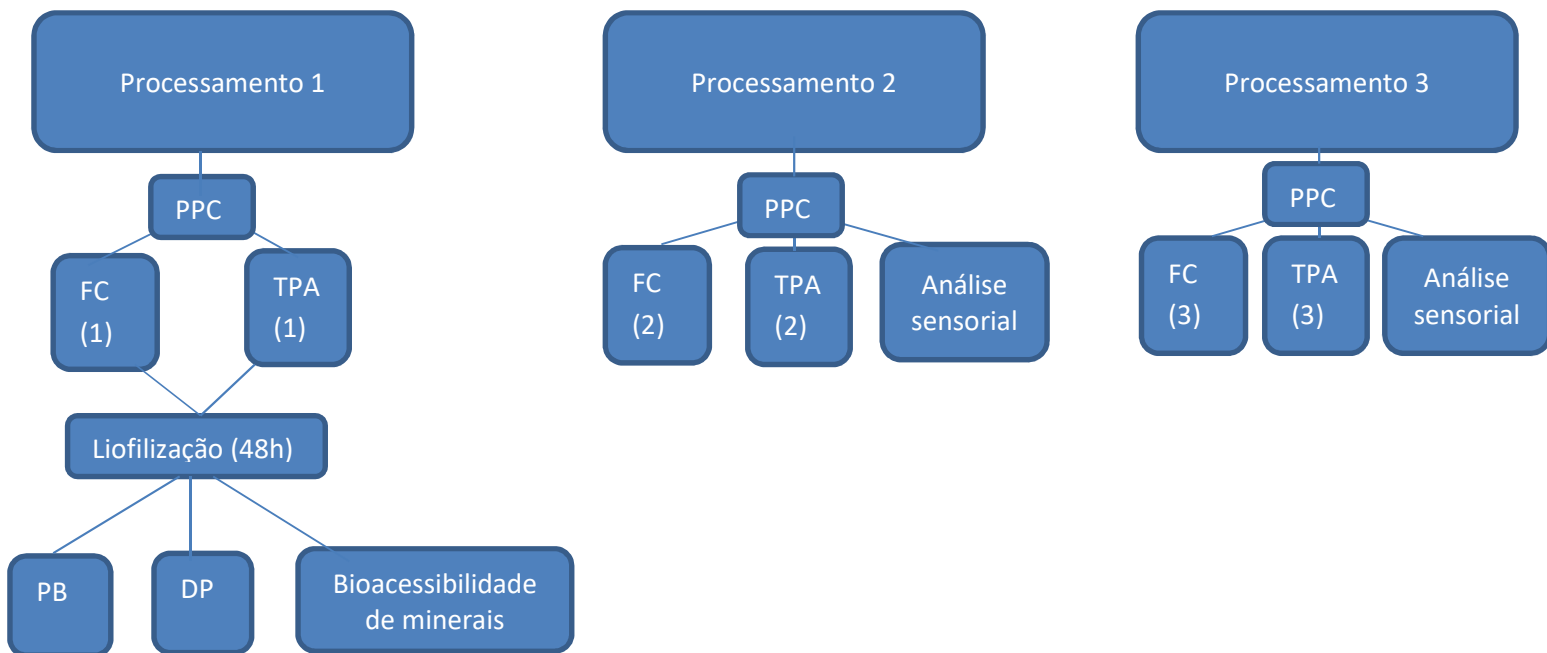 Processamento 1
Processamento 2
Processamento 3
PPC
PPC
PPC
FC
(1)
TPA
(1)
FC
(2)
TPA
(2)
Análise
sensorial
FC
(3)
TPA
(3)
Análise
sensorial
Liofilização (48h)
PB
DP
Bioacessibilidade
de minerais